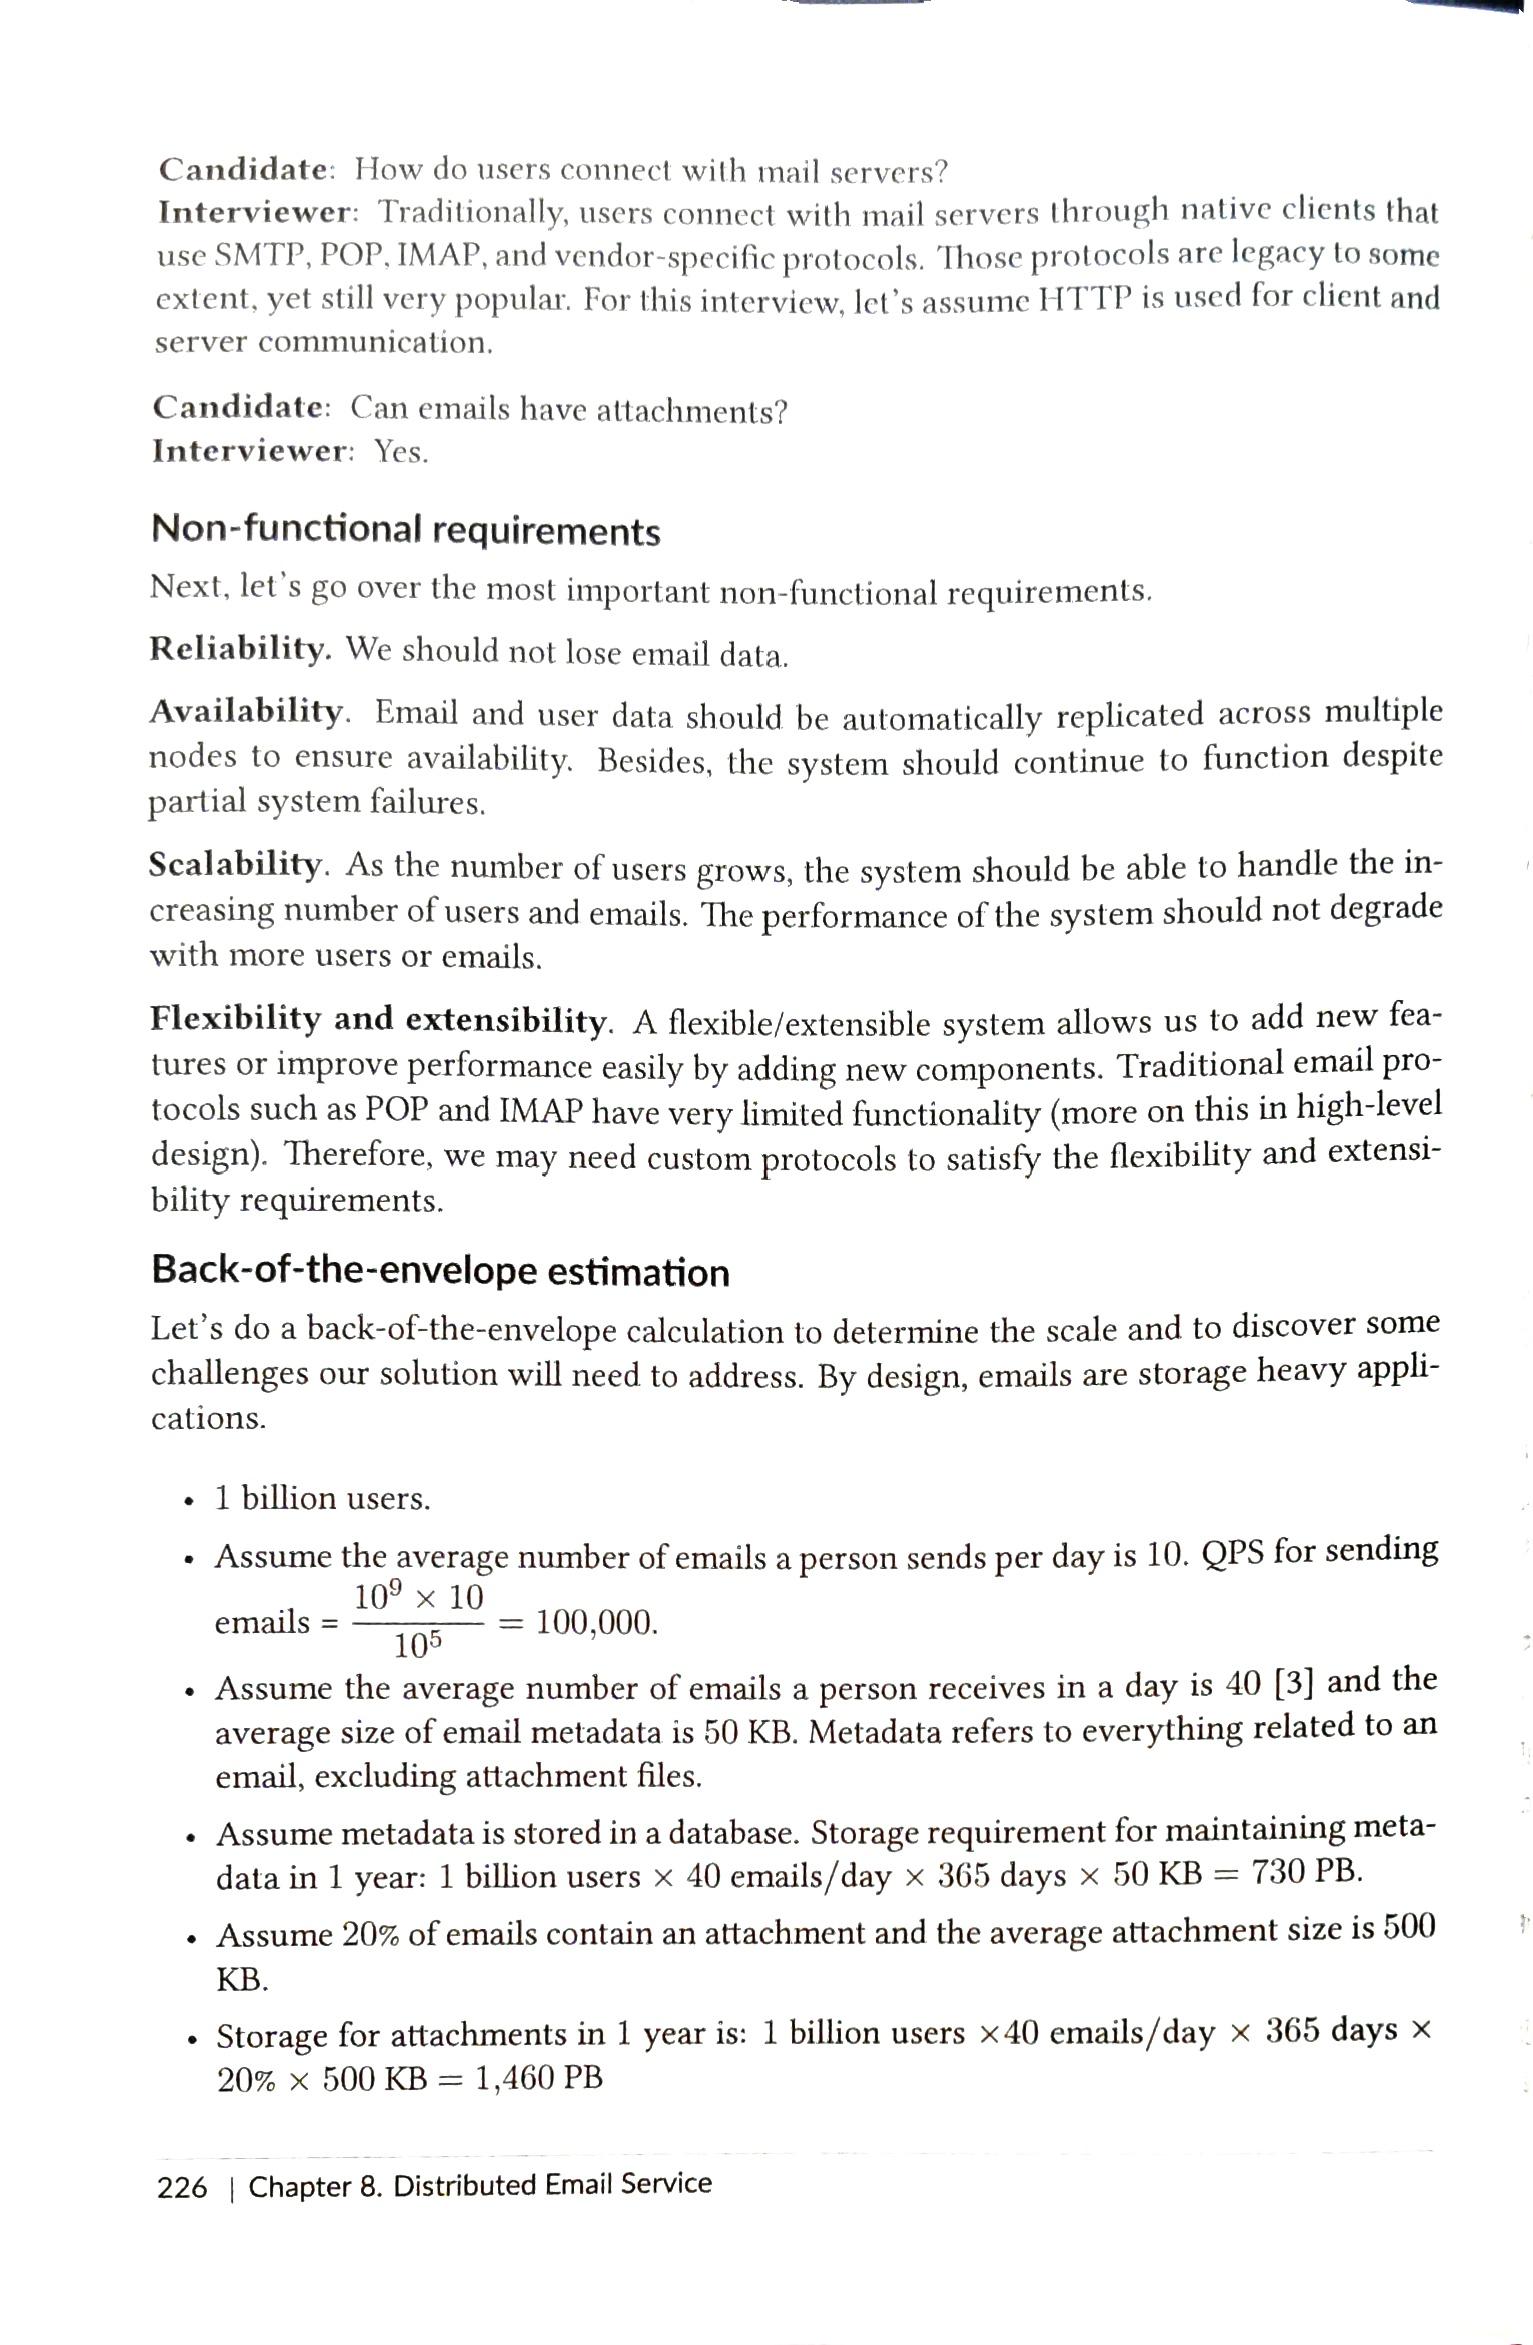 Candidate: How do users connect with mail servers?
Interviewer: Traditionally, users connect with mail servers through native clients that
use SMTP, POP, IMAP, and vendor-specific protocols. Those protocols are legacy to some
extent, yet still very popular. For this interview, let's assume HTTP is used for client and
server communication.
Candidate: Can emails have attachments?
Interviewer: Yes.
Non-functional requirements
Next, let's go over the most important non-functional requirements.
Reliability. We should not lose email data.
Availability. Email and user data should be automatically replicated across multiple
nodes to ensure availability. Besides, the system should continue to function despite
partial system failures.
Scalability. As the number of users grows, the system should be able to handle the in-
creasing number of users and emails. The performance of the system should not degrade
with more users or emails.
Flexibility and extensibility. A flexible/extensible system allows us to add new fea-
tures or improve performance easily by adding new components. Traditional email pro-
tocols such as POP and IMAP have very limited functionality (more on this in high-level
design). Therefore, we may need custom protocols to satisfy the flexibility and extensi-
bility requirements.
Back-of-the-envelope estimation
Let's do a back-of-the-envelope calculation to determine the scale and to discover some
challenges our solution will need to address. By design, emails are storage heavy appli-
cations.
• 1 billion users.
• Assume the average number of emails a person sends per day is 10. QPS for sending
emails = 10⁹ × 10 / 10⁵ = 100,000.
• Assume the average number of emails a person receives in a day is 40 [3] and the
average size of email metadata is 50 KB. Metadata refers to everything related to an
email, excluding attachment files.
• Assume metadata is stored in a database. Storage requirement for maintaining meta-
data in 1 year: 1 billion users × 40 emails/day × 365 days × 50 KB = 730 PB.
• Assume 20% of emails contain an attachment and the average attachment size is 500
KB.
• Storage for attachments in 1 year is: 1 billion users ×40 emails/day × 365 days ×
20% × 500 KB = 1,460 PB
226 | Chapter 8. Distributed Email Service